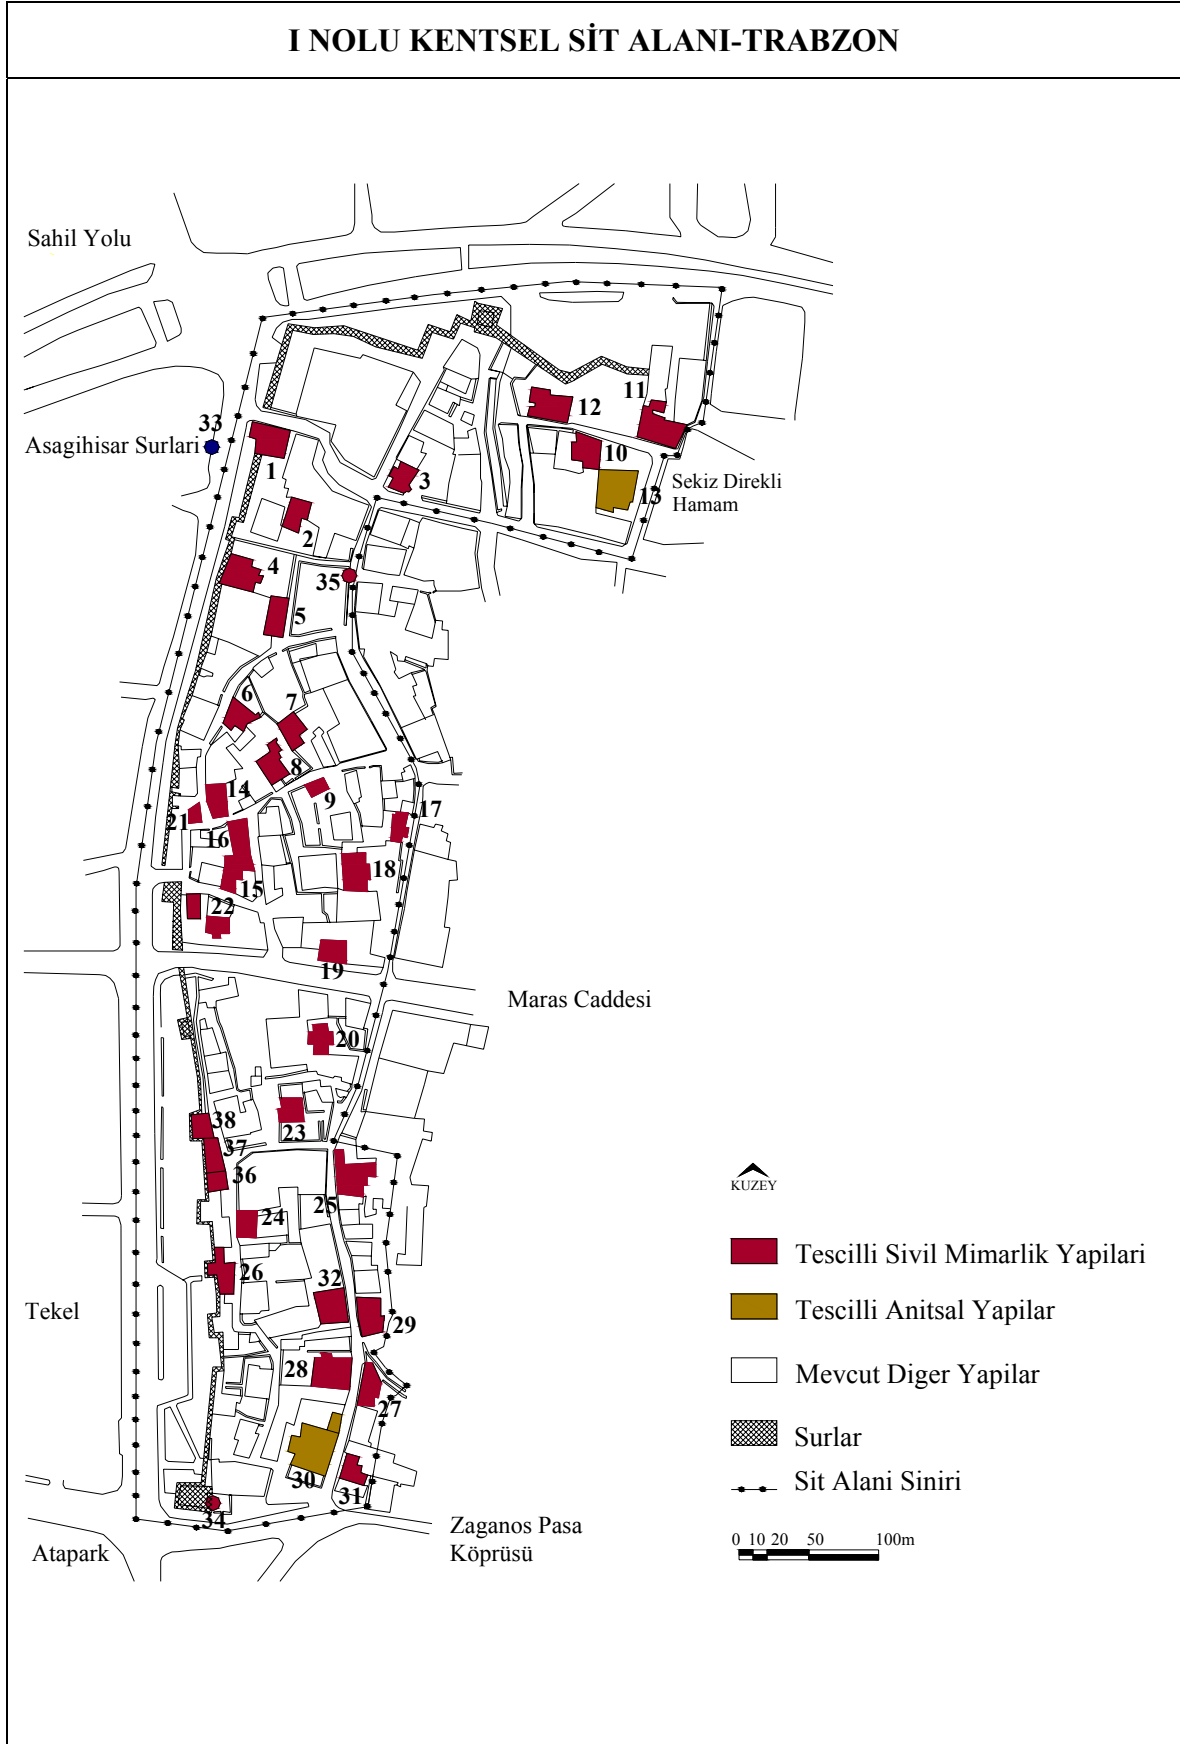 I NOLU KENTSEL SİT ALANI-TRABZON
Sahil Yolu
33
Asagihisar Surlari
1
2
3
12
11
10
13
Sekiz Direkli
Hamam
4
35
5
6
7
8
14
9
21
16
17
15
18
22
19
Maras Caddesi
20
38
23
37
36
25
24
26
32
29
Tekel
28
27
30
31
34
Atapark
Zaganos Pasa
Köprüsü
KUZEY
Tescilli Sivil Mimarlik Yapilari
Tescilli Anitsal Yapilar
Mevcut Diger Yapilar
Surlar
Sit Alani Siniri
0 10 20 50 100m